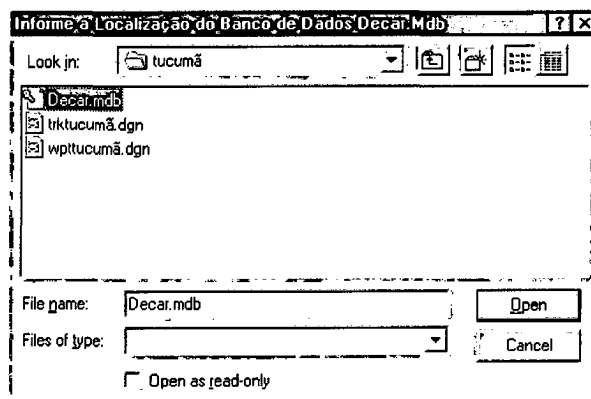 Informe a Localização do Banco de Dados Decar.Mdb
Look in: tucumã
Decar.mdb
trktucumã.dgn
wpttucumã.dgn
File name: Decar.mdb Open
Files of type: Cancel
Open as read-only